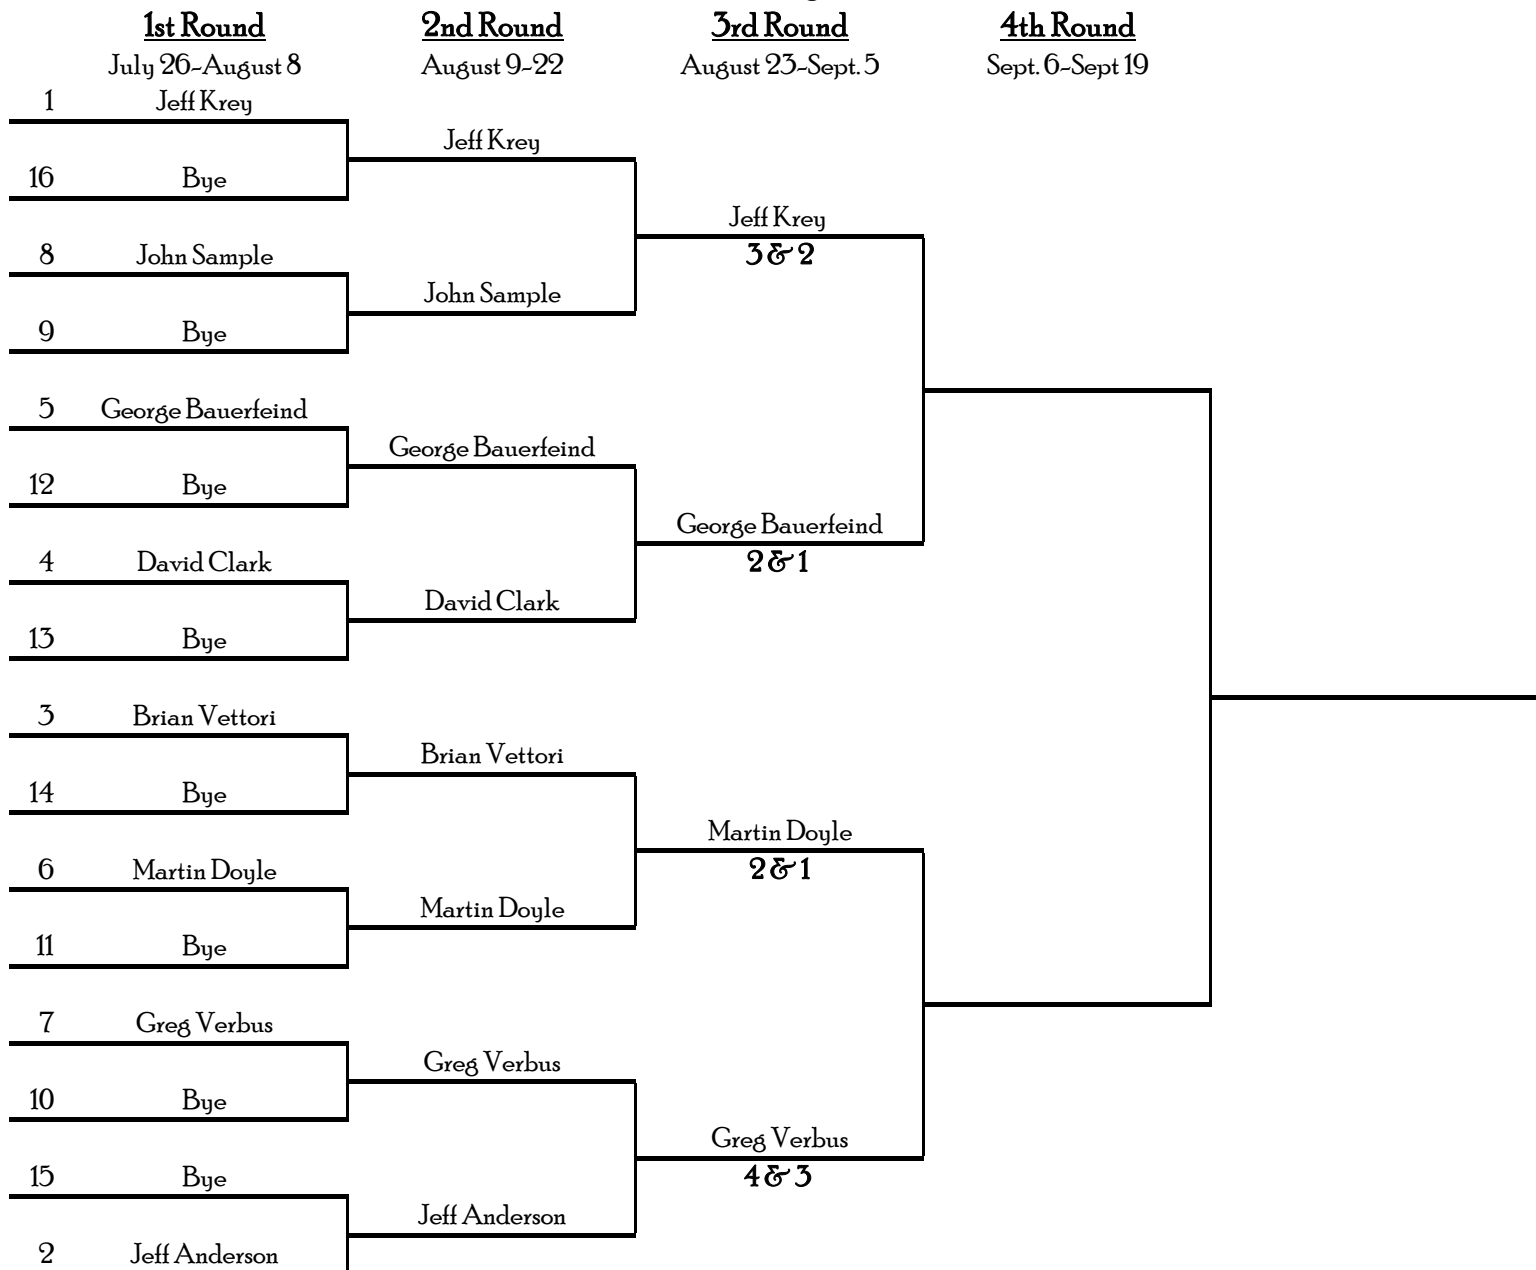 1st Round 2nd Round 3rd Round 4th Round
July 26-August 8 August 9-22 August 23-Sept. 5 Sept. 6-Sept 19
1 Jeff Krey
Jeff Krey
16 Bye
Jeff Krey
8 John Sample
3 & 2
John Sample
9 Bye
5 George Bauerfeind
George Bauerfeind
12 Bye
George Bauerfeind
4 David Clark
2 & 1
David Clark
13 Bye
3 Brian Vettori
Brian Vettori
14 Bye
Martin Doyle
6 Martin Doyle
2 & 1
Martin Doyle
11 Bye
7 Greg Verbus
Greg Verbus
10 Bye
Greg Verbus
15 Bye
4 & 3
Jeff Anderson
2 Jeff Anderson